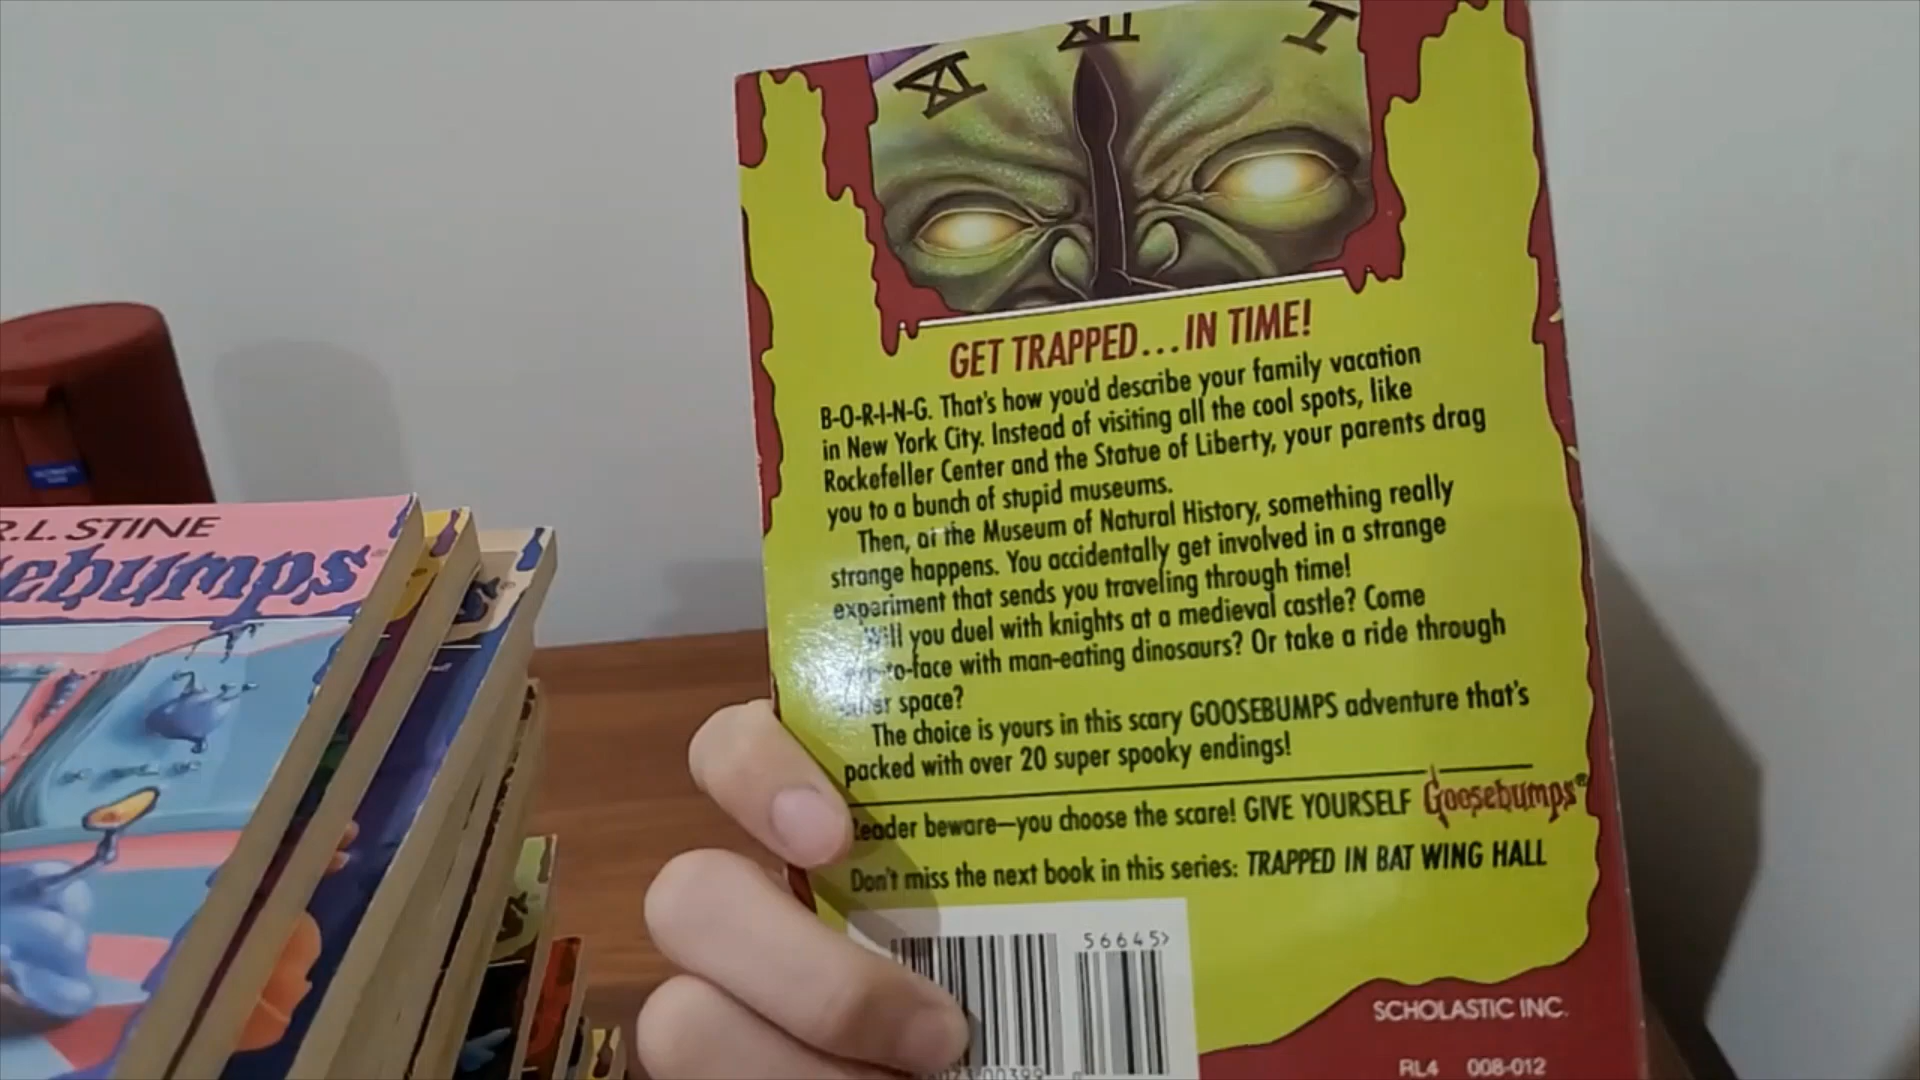 XI XII I
GET TRAPPED...IN TIME!
B-O-R-I-N-G. That's how you'd describe your family vacation
in New York City. Instead of visiting all the cool spots, like
Rockefeller Center and the Statue of Liberty, your parents drag
you to a bunch of stupid museums.
Then, at the Museum of Natural History, something really
strange happens. You accidentally get involved in a strange
experiment that sends you traveling through time!
Will you duel with knights at a medieval castle? Come
-to-face with man-eating dinosaurs? Or take a ride through
space?
The choice is yours in this scary GOOSEBUMPS adventure that's
packed with over 20 super spooky endings!
Reader beware—you choose the scare! GIVE YOURSELF Goosebumps®
Don't miss the next book in this series: TRAPPED IN BAT WING HALL
56645>
SCHOLASTIC INC.
RL4 008-012
R.L. STINE
ebumps®